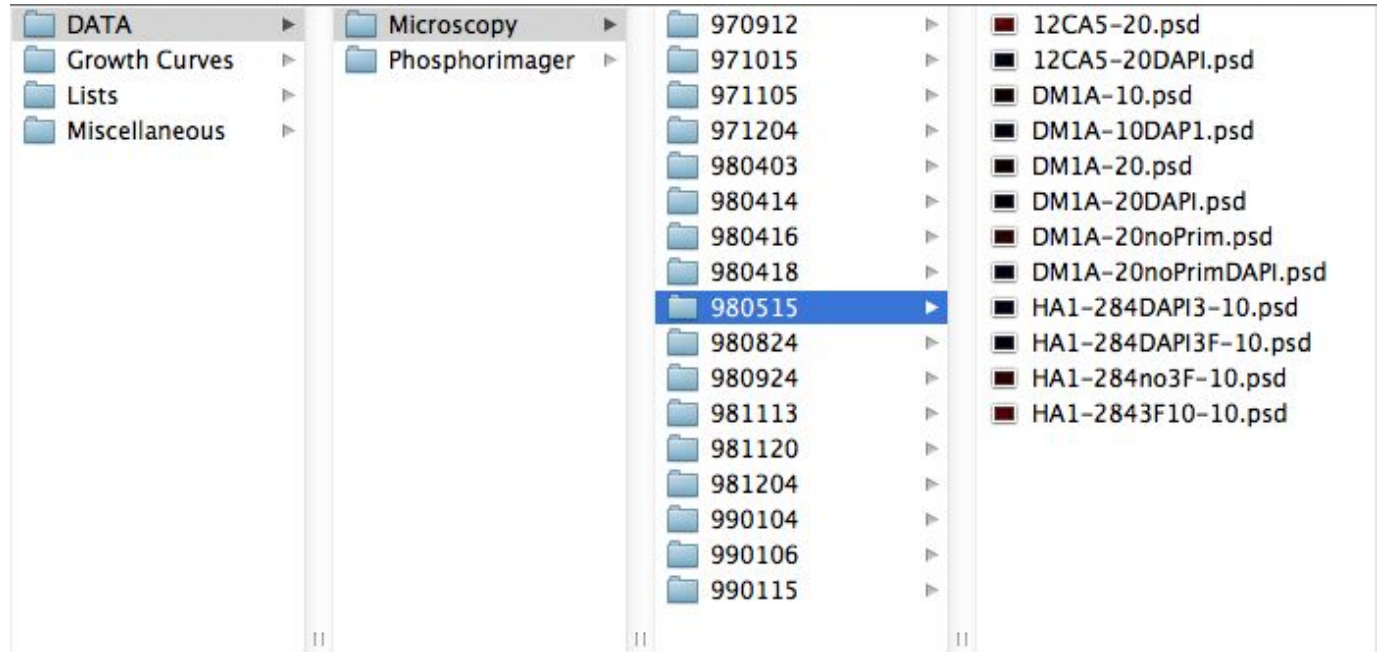 DATA
Growth Curves
Lists
Miscellaneous
Microscopy
Phosphorimager
970912
971015
971105
971204
980403
980414
980416
980418
980515
980824
980924
981113
981120
981204
990104
990106
990115
12CA5-20.psd
12CA5-20DAPI.psd
DM1A-10.psd
DM1A-10DAP1.psd
DM1A-20.psd
DM1A-20DAPI.psd
DM1A-20noPrim.psd
DM1A-20noPrimDAPI.psd
HA1-284DAPI3-10.psd
HA1-284DAPI3F-10.psd
HA1-284no3F-10.psd
HA1-2843F10-10.psd